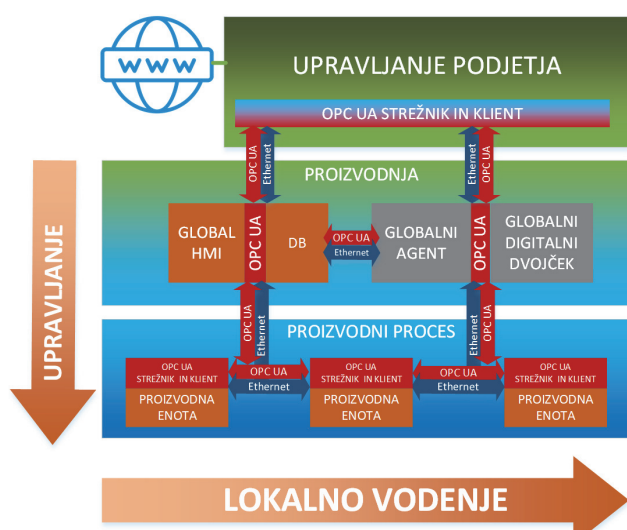 WWW
UPRAVLJANJE PODJETJA
OPC UA STREŽNIK IN KLIENT
OPC UA
Ethernet
Ethernet
OPC UA
PROIZVODNJA
GLOBAL
HMI
OPC UA
DB
OPC UA
Ethernet
GLOBALNI
AGENT
OPC UA
GLOBALNI
DIGITALNI
DVOJČEK
OPC UA
Ethernet
Ethernet
OPC UA
PROIZVODNI PROCES
OPC UA
STREŽNIK IN KLIENT
PROIZVODNA
ENOTA
OPC UA
Ethernet
OPC UA
STREŽNIK IN KLIENT
PROIZVODNA
ENOTA
OPC UA
Ethernet
OPC UA
STREŽNIK IN KLIENT
PROIZVODNA
ENOTA
UPRAVLJANJE
LOKALNO VODENJE